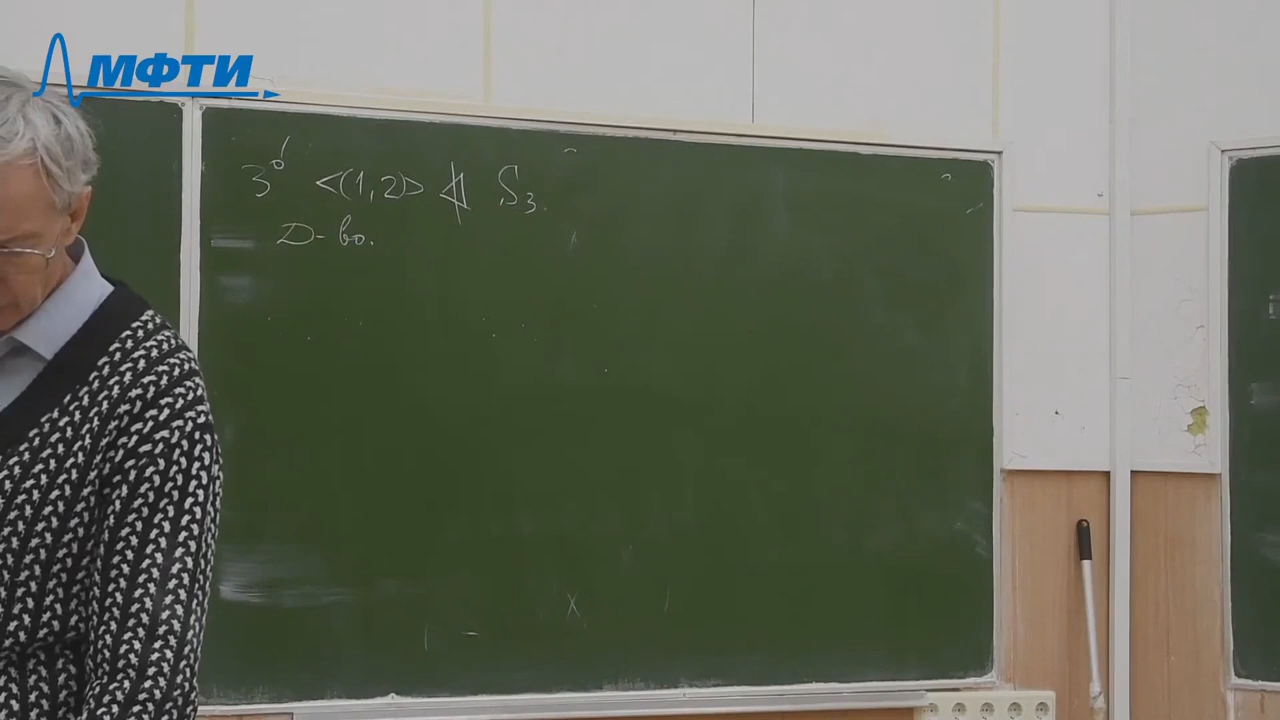 МФТИ
3° <(1,2)> ⋪ S₃.
Д-во.